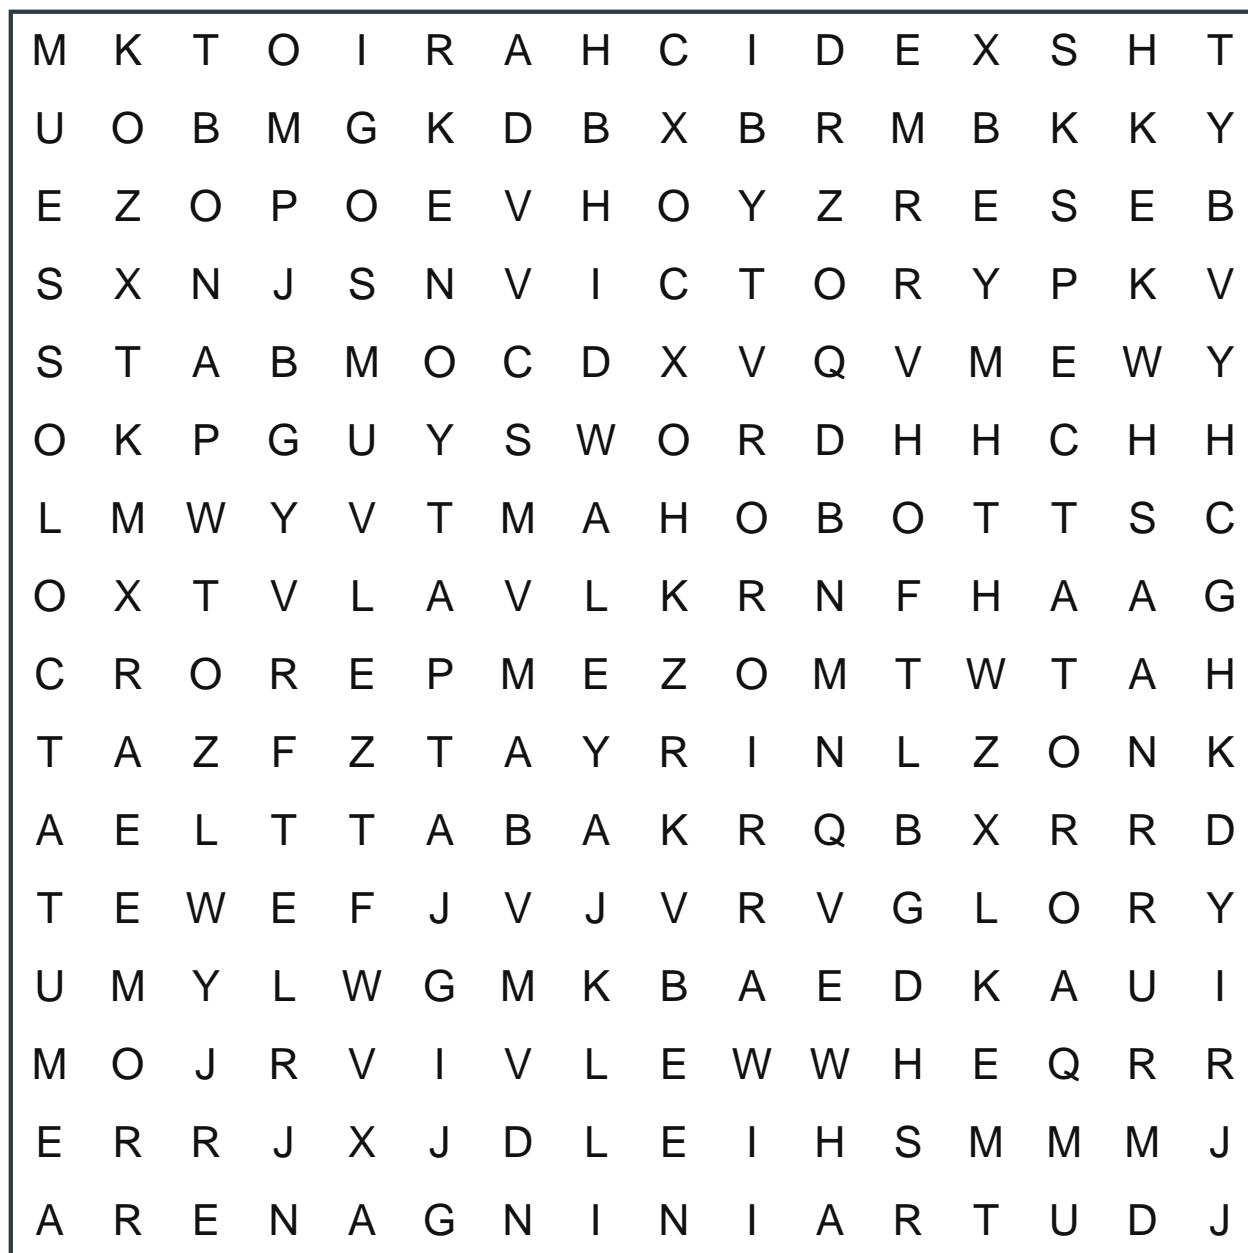 M K T O I R A H C I D E X S H T
U O B M G K D B X B R M B K K Y
E Z O P O E V H O Y Z R E S E B
S X N J S N V I C T O R Y P K V
S T A B M O C D X V Q V M E W Y
O K P G U Y S W O R D H H C H H
L M W Y V T M A H O B O T T S C
O X T V L A V L K R N F H A A G
C R O R E P M E Z O M T W T A H
T A Z F Z T A Y R I N L Z O N K
A E L T T A B A K R Q B X R R D
T E W E F J V J V R V G L O R Y
U M Y L W G M K B A E D K A U I
M O J R V I V L E W W H E Q R R
E R R J X J D L E I H S M M M J
A R E N A G N I N I A R T U D J